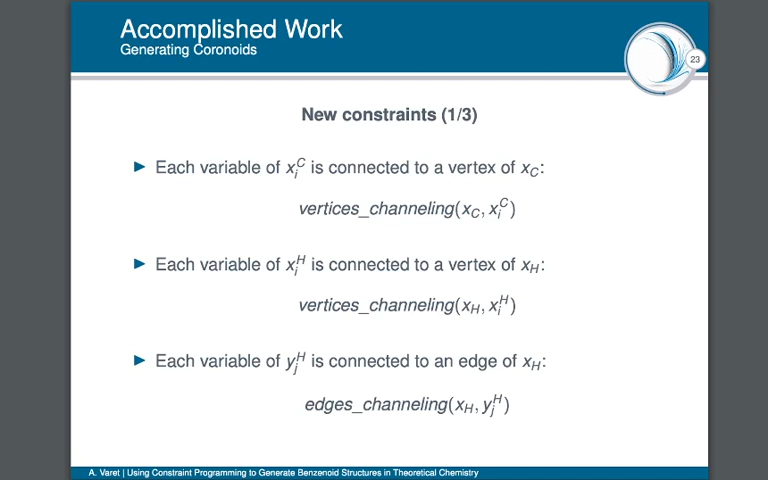 Accomplished Work
Generating Coronoids
23
New constraints (1/3)
► Each variable of x_i^C is connected to a vertex of x_C:
vertices_channeling(x_C, x_i^C)
► Each variable of x_i^H is connected to a vertex of x_H:
vertices_channeling(x_H, x_i^H)
► Each variable of y_j^H is connected to an edge of x_H:
edges_channeling(x_H, y_j^H)
A. Varet | Using Constraint Programming to Generate Benzenoid Structures in Theoretical Chemistry